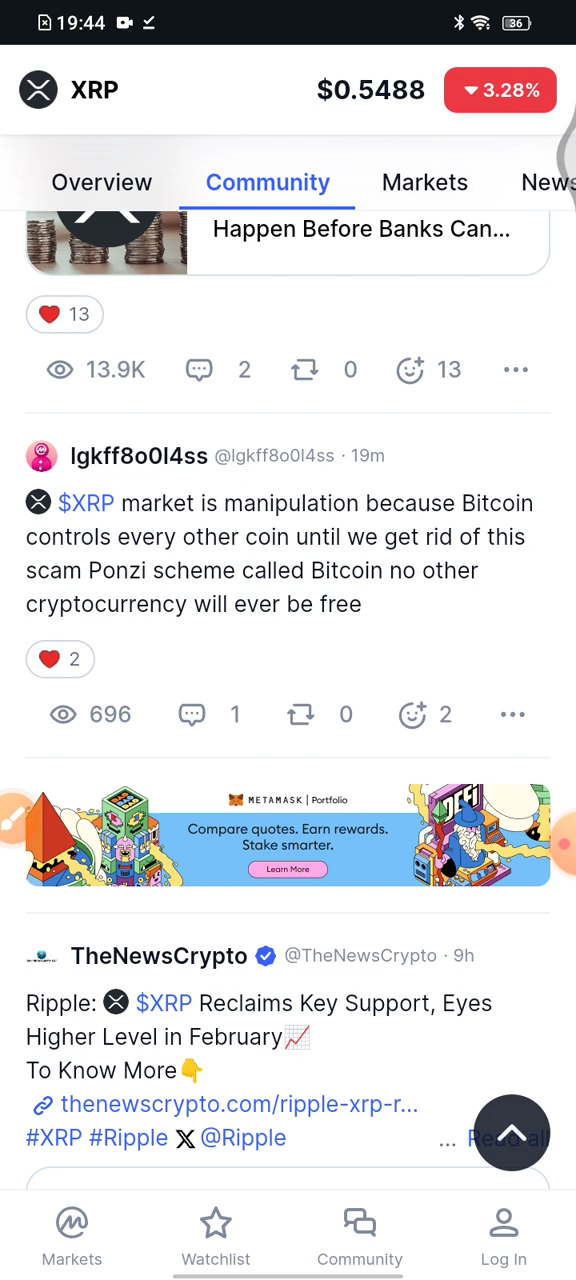 19:44
36
XRP
$0.5488
3.28%
Overview
Community
Markets
News
Happen Before Banks Can...
13
13.9K
2
0
13
lgkff8o0l4ss @lgkff8o0l4ss · 19m
$XRP market is manipulation because Bitcoin
controls every other coin until we get rid of this
scam Ponzi scheme called Bitcoin no other
cryptocurrency will ever be free
2
696
1
0
2
METAMASK | Portfolio
Compare quotes. Earn rewards.
Stake smarter.
Learn More
DEFI
TheNewsCrypto @TheNewsCrypto · 9h
Ripple: $XRP Reclaims Key Support, Eyes
Higher Level in February📈
To Know More👇
thenewscrypto.com/ripple-xrp-r...
#XRP #Ripple X @Ripple ... Read all
Markets
Watchlist
Community
Log In